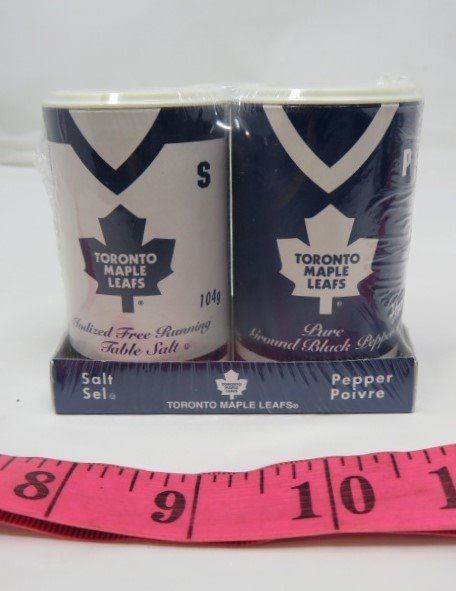 S
TORONTO
MAPLE
LEAFS
®
104g
Iodized Free Running
Table Salt
P
TORONTO
MAPLE
LEAFS
®
Pure
Ground Black Pepper
Salt
Sel
TORONTO MAPLE LEAFS®
Pepper
Poivre
8 9 10 1